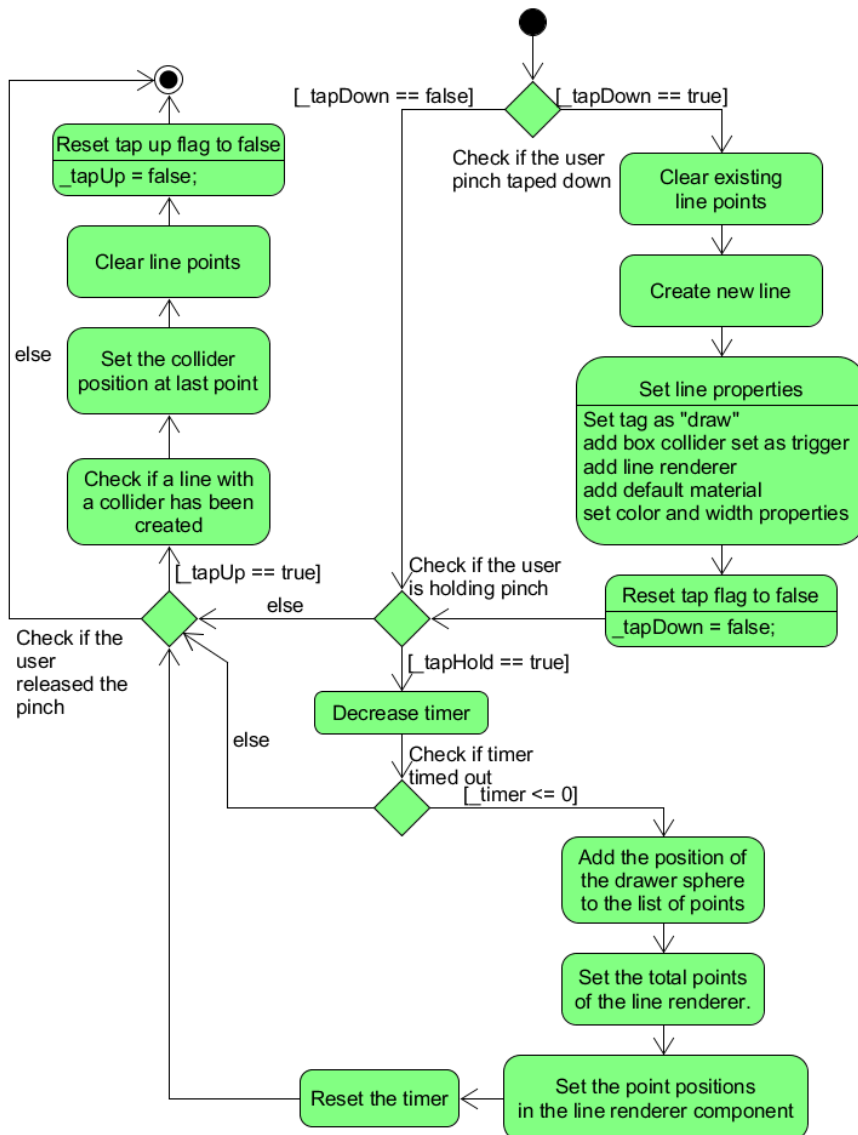 [_tapDown == false]
[_tapDown == true]
Check if the user
pinch taped down
Clear existing
line points
Create new line
Set line properties
Set tag as "draw"
add box collider set as trigger
add line renderer
add default material
set color and width properties
Reset tap flag to false
_tapDown = false;
Check if the user
is holding pinch
else
[_tapHold == true]
Decrease timer
Check if timer
timed out
else
[_timer <= 0]
Add the position of
the drawer sphere
to the list of points
Set the total points
of the line renderer.
Set the point positions
in the line renderer component
Reset the timer
Check if the
user
released the
pinch
[_tapUp == true]
else
Check if a line with
a collider has been
created
Set the collider
position at last point
Clear line points
Reset tap up flag to false
_tapUp = false;